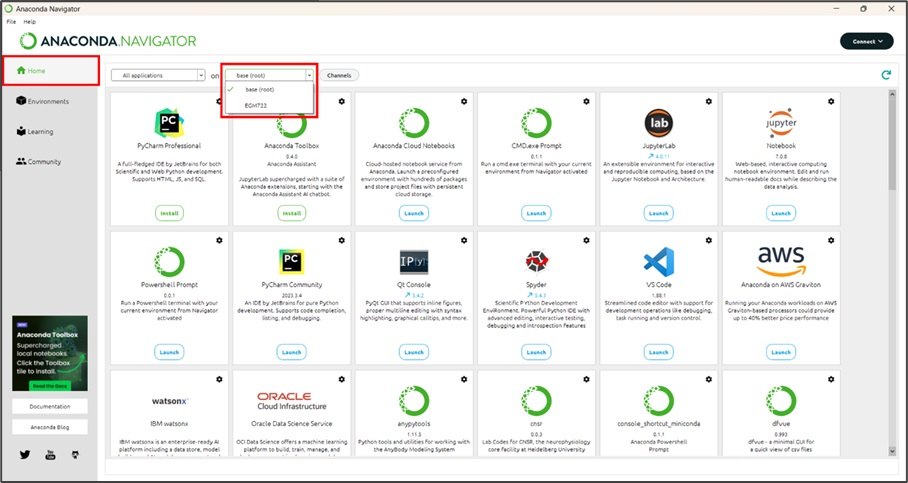 Anaconda Navigator
File Help
ANACONDA.NAVIGATOR
Connect
Home
Environments
Learning
Community
All applications
on
base (root)
Channels
base (root)
EGM722
PyCharm Professional
A full-fledged IDE by JetBrains for both
Scientific and Web Python development.
Supports HTML, JS, and SQL.
Install
Anaconda Toolbox
0.4.0
Anaconda Assistant
JupyterLab supercharged with a suite of
Anaconda extensions, starting with the
Anaconda Assistant AI chatbot.
Install
Anaconda Cloud Notebooks
Cloud-hosted notebook service from
Anaconda. Launch a preconfigured
environment with hundreds of packages
and store project files with persistent
cloud storage.
Launch
CMD.exe Prompt
0.1.1
Run a cmd.exe terminal with your current
environment from Navigator activated
Launch
lab
JupyterLab
4.0.11
An extensible environment for interactive
and reproducible computing, based on the
Jupyter Notebook and Architecture.
Launch
jupyter
Notebook
7.0.8
Web-based, interactive computing
notebook environment. Edit and run
human-readable docs while describing the
data analysis.
Launch
Powershell Prompt
0.0.1
Run a Powershell terminal with your
current environment from Navigator
activated
Launch
PyCharm Community
2023.3.4
An IDE by JetBrains for pure Python
development. Supports code completion,
listing, and debugging.
Launch
IP[y]:
Qt Console
5.4.2
PyQt GUI that supports inline figures,
proper multiline editing with syntax
highlighting, graphical calltips, and more.
Launch
Spyder
5.4.3
Scientific PYthon Development
EnviRonment. Powerful Python IDE with
advanced editing, interactive testing,
debugging and introspection features
Launch
VS Code
1.88.1
Streamlined code editor with support for
development operations like debugging,
task running and version control.
Launch
aws
Anaconda on AWS Graviton
Running your Anaconda workloads on AWS
Graviton-based processors could provide
up to 40% better price performance
Launch
watsonx
IBM watsonx
IBM watsonx is an enterprise-ready AI
platform including a data store, model
ORACLE
Cloud Infrastructure
Oracle Data Science Service
OCI Data Science offers a machine learning
platform to build, train, manage, and
anypytools
1.11.5
Python tools and utilities for working with
the AnyBody Modeling System
cnsr
0.0.3
Lab Codes for CNSR, the neurophysiology
core facility at Heidelberg University
console_shortcut_miniconda
0.1.1
Anaconda Powershell
Prompt
dfvue
0.993
dfvue - a minimal GUI for
a quick view of csv files
Anaconda Toolbox
Supercharged
local notebooks.
Click the Toolbox
tile to install.
Read the Docs
Documentation
Anaconda Blog